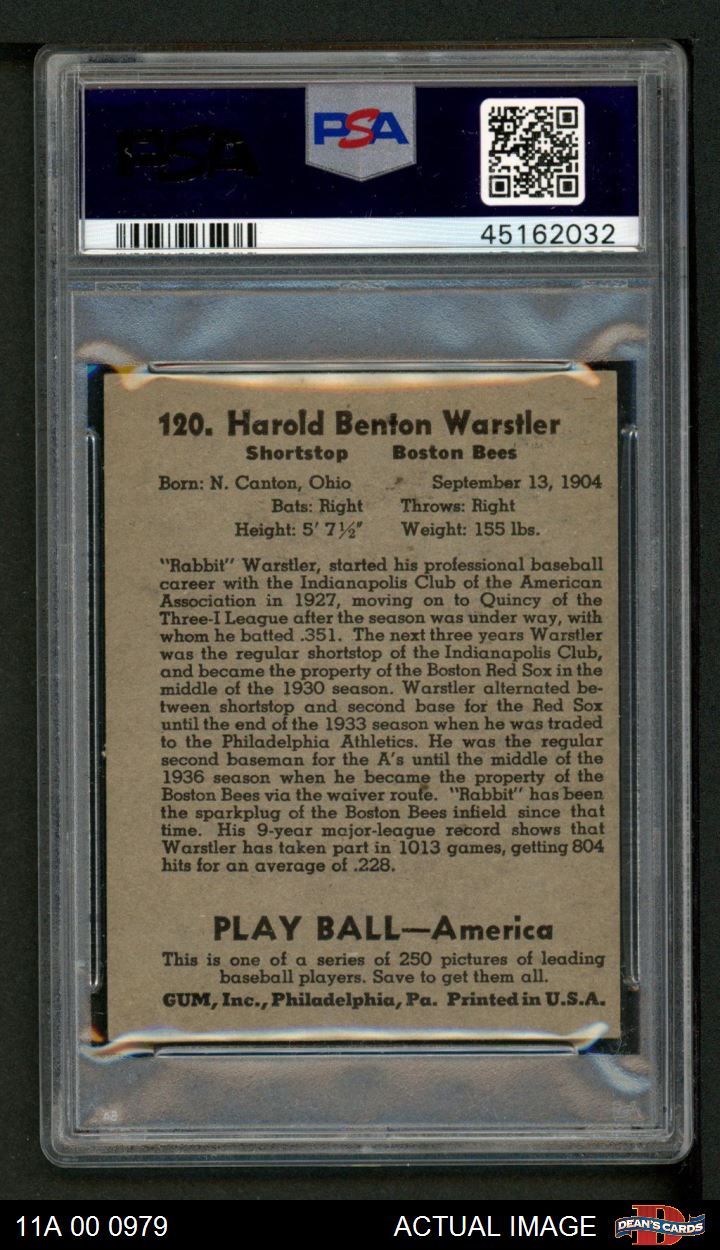 PSA
PSA
45162032
120. Harold Benton Warstler
Shortstop Boston Bees
Born: N. Canton, Ohio September 13, 1904
Bats: Right Throws: Right
Height: 5' 7½" Weight: 155 lbs.
"Rabbit" Warstler, started his professional baseball
career with the Indianapolis Club of the American
Association in 1927, moving on to Quincy of the
Three-I League after the season was under way, with
whom he batted .351. The next three years Warstler
was the regular shortstop of the Indianapolis Club,
and became the property of the Boston Red Sox in the
middle of the 1930 season. Warstler alternated be-
tween shortstop and second base for the Red Sox
until the end of the 1933 season when he was traded
to the Philadelphia Athletics. He was the regular
second baseman for the A's until the middle of the
1936 season when he became the property of the
Boston Bees via the waiver route. "Rabbit" has been
the sparkplug of the Boston Bees infield since that
time. His 9-year major-league record shows that
Warstler has taken part in 1013 games, getting 804
hits for an average of .228.
PLAY BALL—America
This is one of a series of 250 pictures of leading
baseball players. Save to get them all.
GUM, Inc., Philadelphia, Pa. Printed in U.S.A.
11A 00 0979 ACTUAL IMAGE DEAN'S CARDS